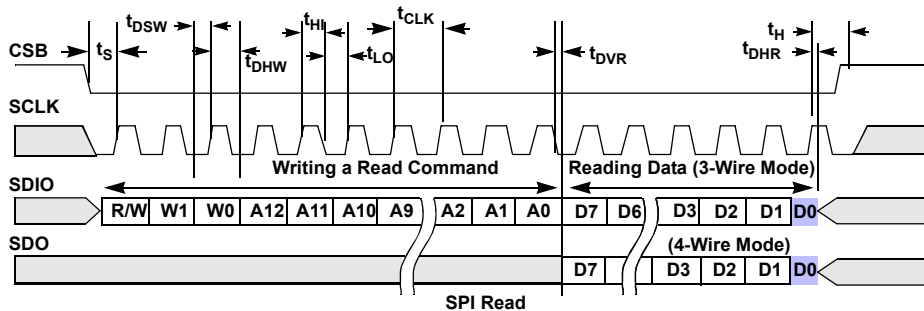 tDSW tHI tCLK tH
CSB tS tDHW tLO tDVR tDHR
SCLK
Writing a Read Command Reading Data (3-Wire Mode)
SDIO
R/W W1 W0 A12 A11 A10 A9 A2 A1 A0 D7 D6 D3 D2 D1 D0
SDO (4-Wire Mode)
D7 D3 D2 D1 D0
SPI Read